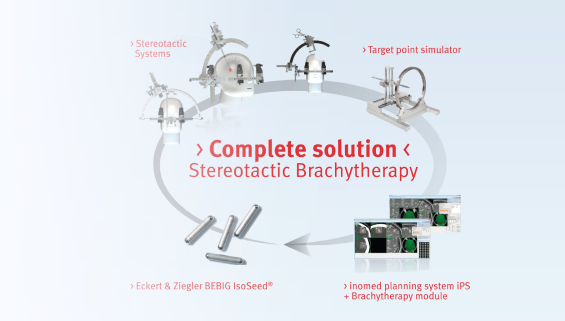 > Stereotactic
Systems
> Target point simulator
> Complete solution <
Stereotactic Brachytherapy
> Eckert & Ziegler BEBIG IsoSeed®
> inomed planning system iPS
+ Brachytherapy module